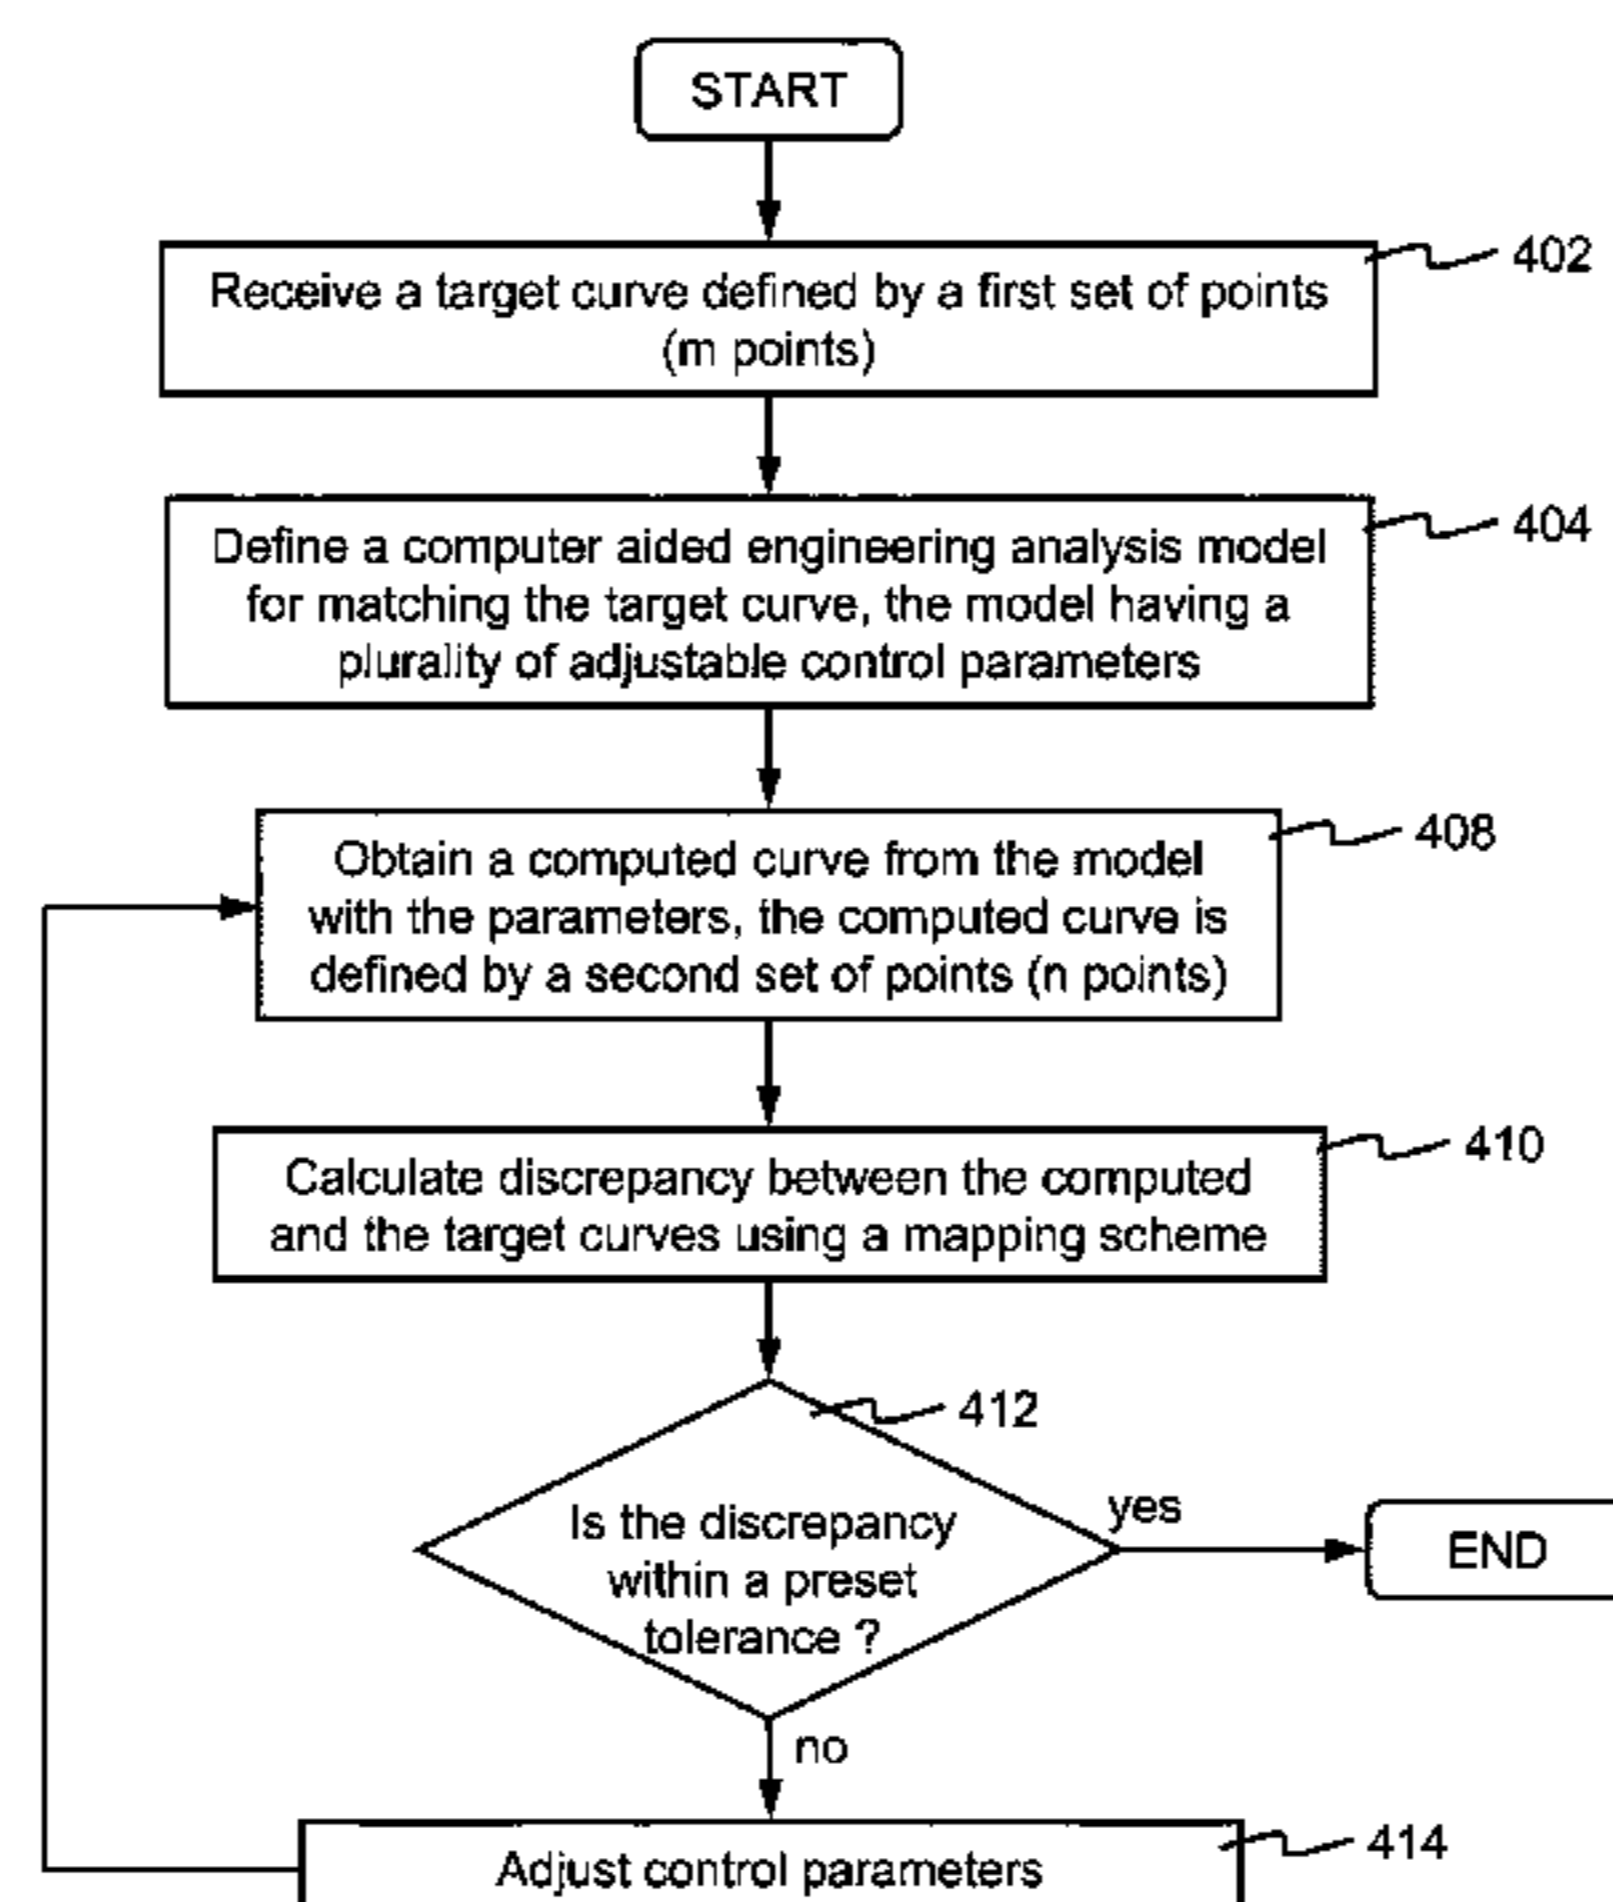 START
402
Receive a target curve defined by a first set of points
(m points)
404
Define a computer aided engineering analysis model
for matching the target curve, the model having a
plurality of adjustable control parameters
408
Obtain a computed curve from the model
with the parameters, the computed curve is
defined by a second set of points (n points)
410
Calculate discrepancy between the computed
and the target curves using a mapping scheme
412
Is the discrepancy
within a preset
tolerance ?
yes
END
no
414
Adjust control parameters